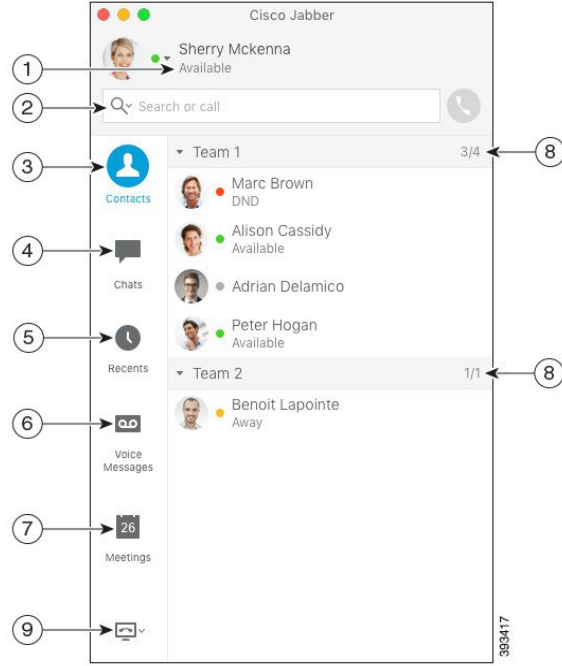 Cisco Jabber
Sherry Mckenna
1
Available
2
Search or call
Team 1
3/4
8
3
Contacts
Marc Brown
DND
Alison Cassidy
Available
4
Chats
Adrian Delamico
5
Recents
Peter Hogan
Available
Team 2
1/1
8
6
Voice
Messages
Benoit Lapointe
Away
7
26
Meetings
9
393417